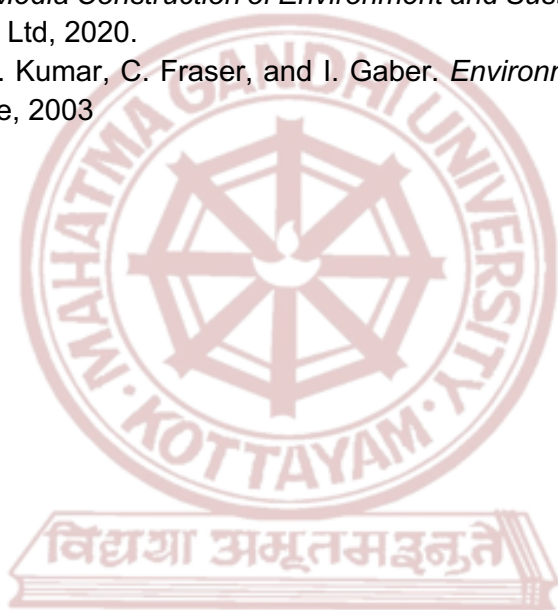 Media Construction of Environment and Sus
Ltd, 2020.
. Kumar, C. Fraser, and I. Gaber. Environm
e, 2003
MAHATMA GANDHI UNIVERSITY
• KOTTAYAM •
विद्यया अमृतमश्नुते